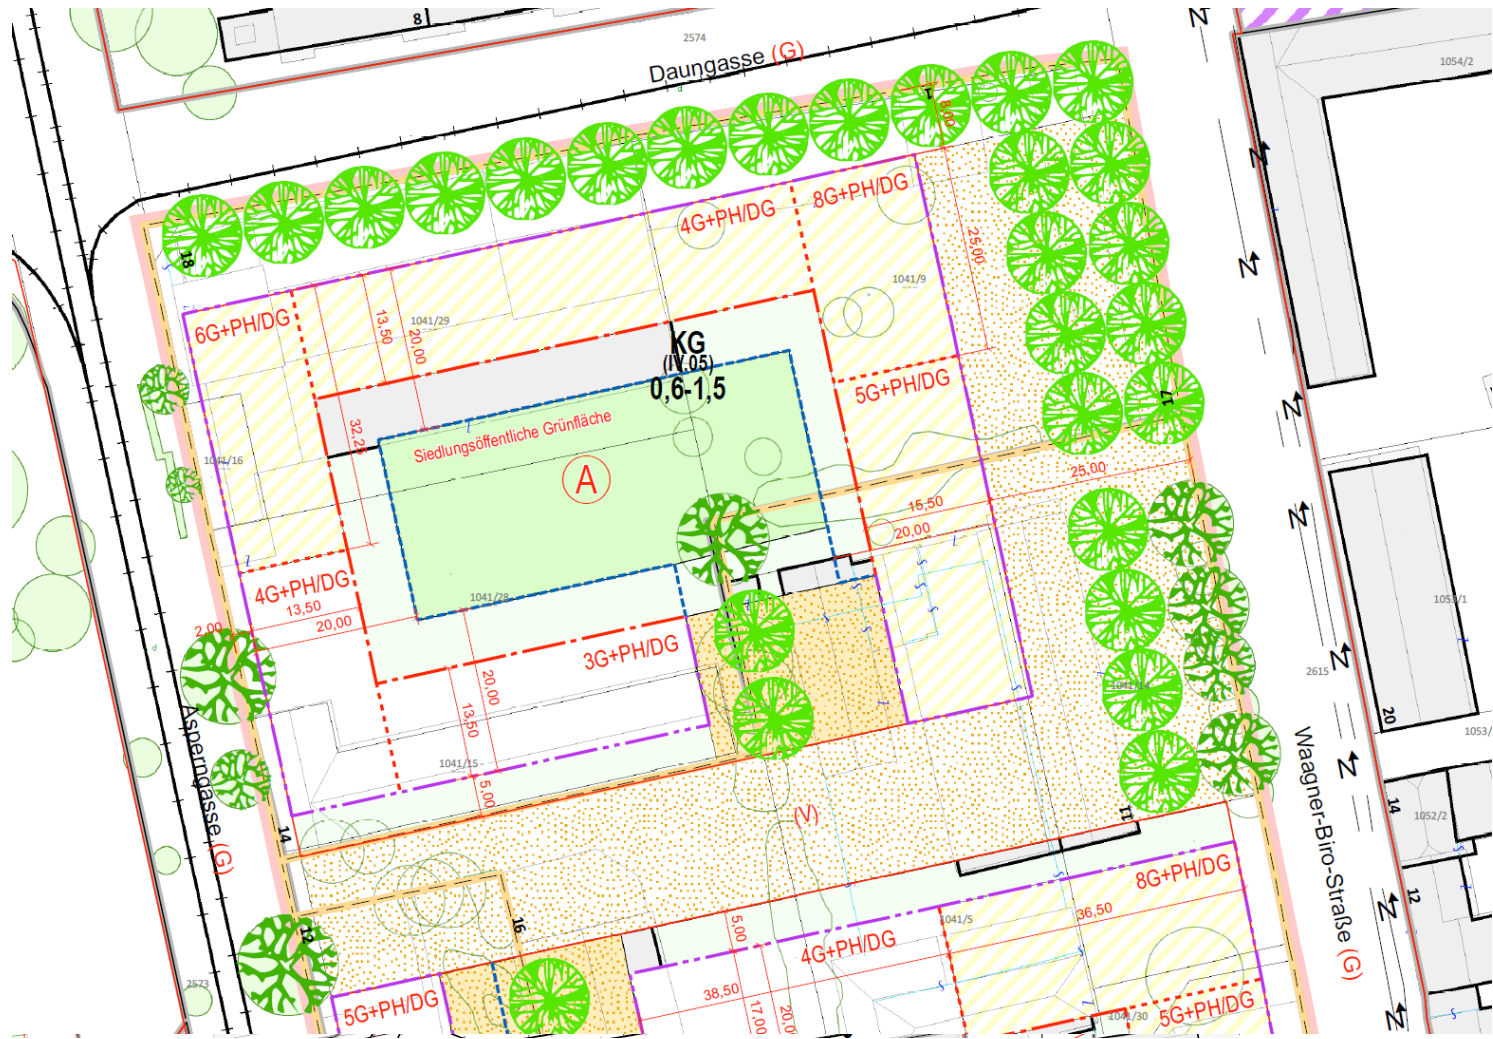 8
2574
Daungasse (G)
N
1054/2
1
8,00
N
18
4G+PH/DG
8G+PH/DG
25,00
N
1041/9
6G+PH/DG
13,50
20,00
1041/29
KG
(IV.05)
0,6-1,5
5G+PH/DG
17
N
32,25
Siedlungsöffentliche Grünfläche
1041/16
A
25,00
15,50
20,00
N
4G+PH/DG
13,50
20,00
2,00
1041/28
3G+PH/DG
20,00
13,50
1041/14
N
2615
20
Asperngasse (G)
1041/15
5,00
(V)
Waagner-Biro-Straße (G)
N
1053/
14
14
11
1052/2
8G+PH/DG
36,50
12
N
16
12
5,00
4G+PH/DG
1041/5
2573
5G+PH/DG
38,50
17,00
20,0
1041/30
5G+PH/DG
N